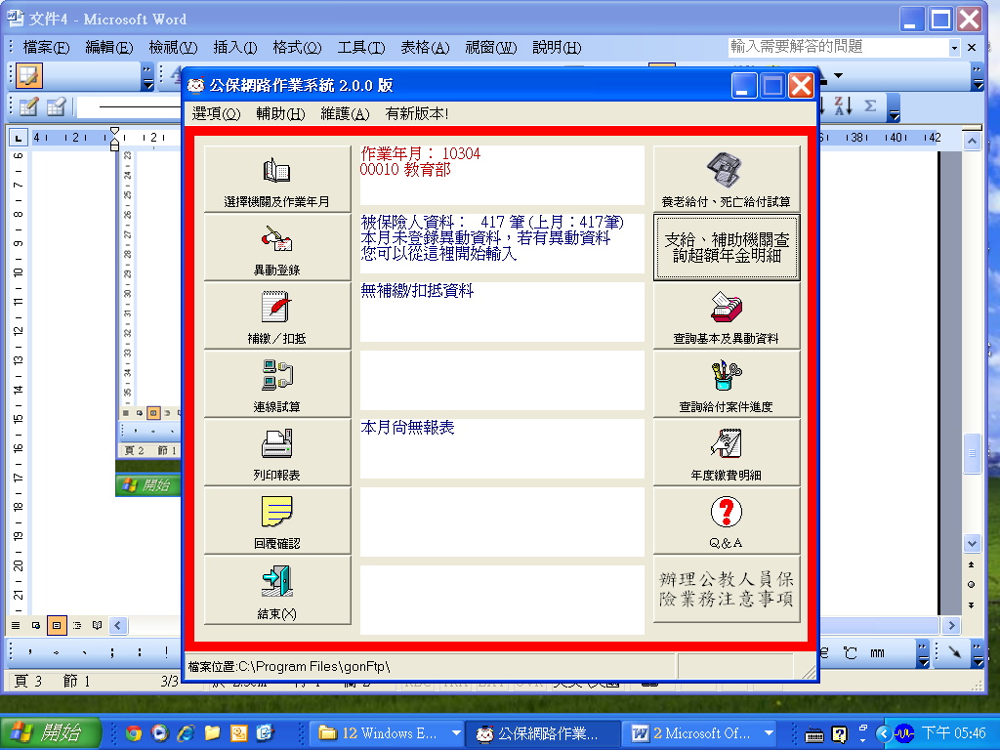 文件4 - Microsoft Word
檔案(F) 編輯(E) 檢視(V) 插入(I) 格式(O) 工具(T) 表格(A) 視窗(W) 說明(H)
輸入需要解答的問題
公保網路作業系統 2.0.0 版
選項(O) 輔助(H) 維護(A) 有新版本!
選擇機關及作業年月
作業年月： 10304
00010 教育部
養老給付、死亡給付試算
異動登錄
被保險人資料： 417 筆 (上月：417筆)
本月未登錄異動資料，若有異動資料
您可以從這裡開始輸入
支給、補助機關查
詢超額年金明細
補繳／扣抵
無補繳/扣抵資料
查詢基本及異動資料
連線試算
查詢給付案件進度
列印報表
本月尚無報表
年度繳費明細
回覆確認
Q&A
結束(X)
辦理公教人員保
險業務注意事項
檔案位置:C:\Program Files\gonFtp\
頁 2 節 1
開始
頁 3 節 1 3/3
開始
12 Windows E...
公保網路作業...
2 Microsoft Of...
下午 05:46